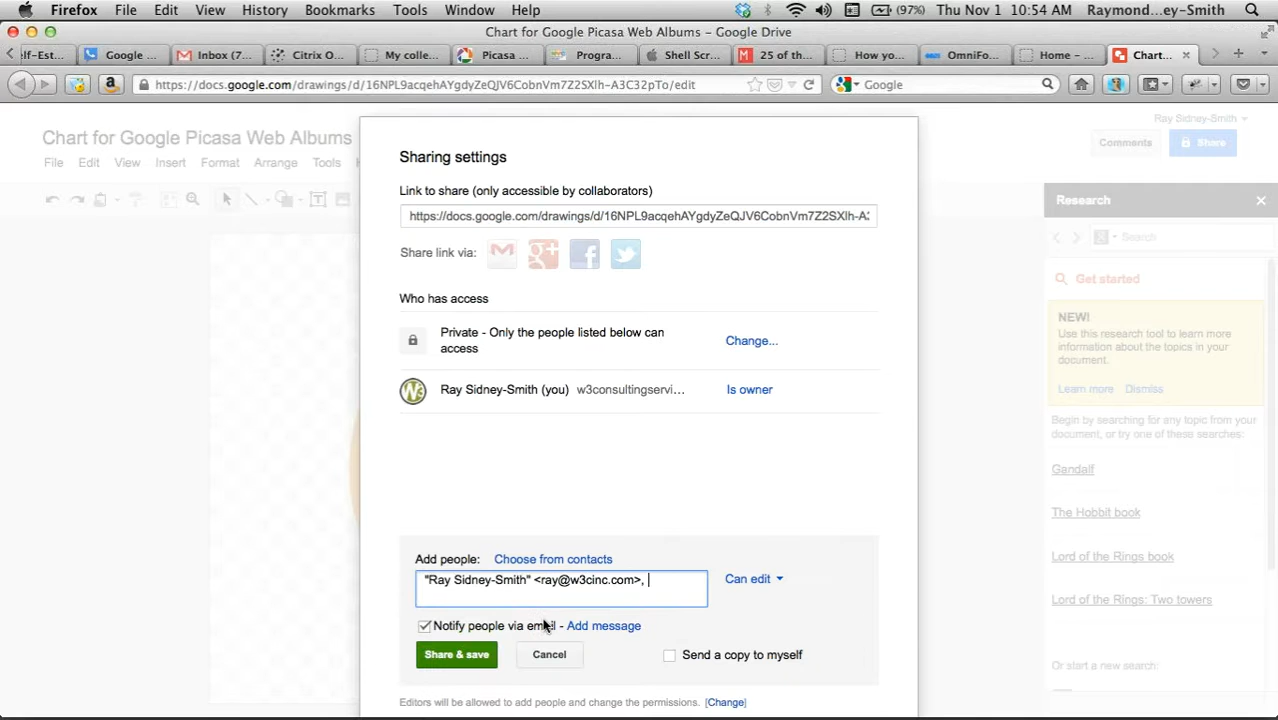 Firefox File Edit View History Bookmarks Tools Window Help (97%) Thu Nov 1 10:54 AM Raymond...ey-Smith
Chart for Google Picasa Web Albums - Google Drive
elf-Est... Google ... Inbox (7... Citrix O... My colle... Picasa ... Progra... Shell Scr... 25 of th... How yo... OmniFo... Home - ... Chart...
https://docs.google.com/drawings/d/16NPL9acqehAYgdyZeQJV6CobnVm7Z2SXlh-A3C32pTo/edit Google
Ray Sidney-Smith
Chart for Google Picasa Web Albums
Comments Share
File Edit View Insert Format Arrange Tools
Sharing settings
Link to share (only accessible by collaborators)
https://docs.google.com/drawings/d/16NPL9acqehAYgdyZeQJV6CobnVm7Z2SXlh-A3
Share link via:
Who has access
Private - Only the people listed below can
access
Change...
Ray Sidney-Smith (you) w3consultingservi... Is owner
Add people: Choose from contacts
"Ray Sidney-Smith" <ray@w3cinc.com>,
Can edit
Notify people via email - Add message
Share & save Cancel Send a copy to myself
Editors will be allowed to add people and change the permissions. [Change]
Research
Search
Get started
NEW!
Use this research tool to learn more
information about the topics in your
document.
Learn more Dismiss
Begin by searching for any topic from your
document, or try one of these searches:
Gandalf
The Hobbit book
Lord of the Rings book
Lord of the Rings: Two towers
Or start a new search: